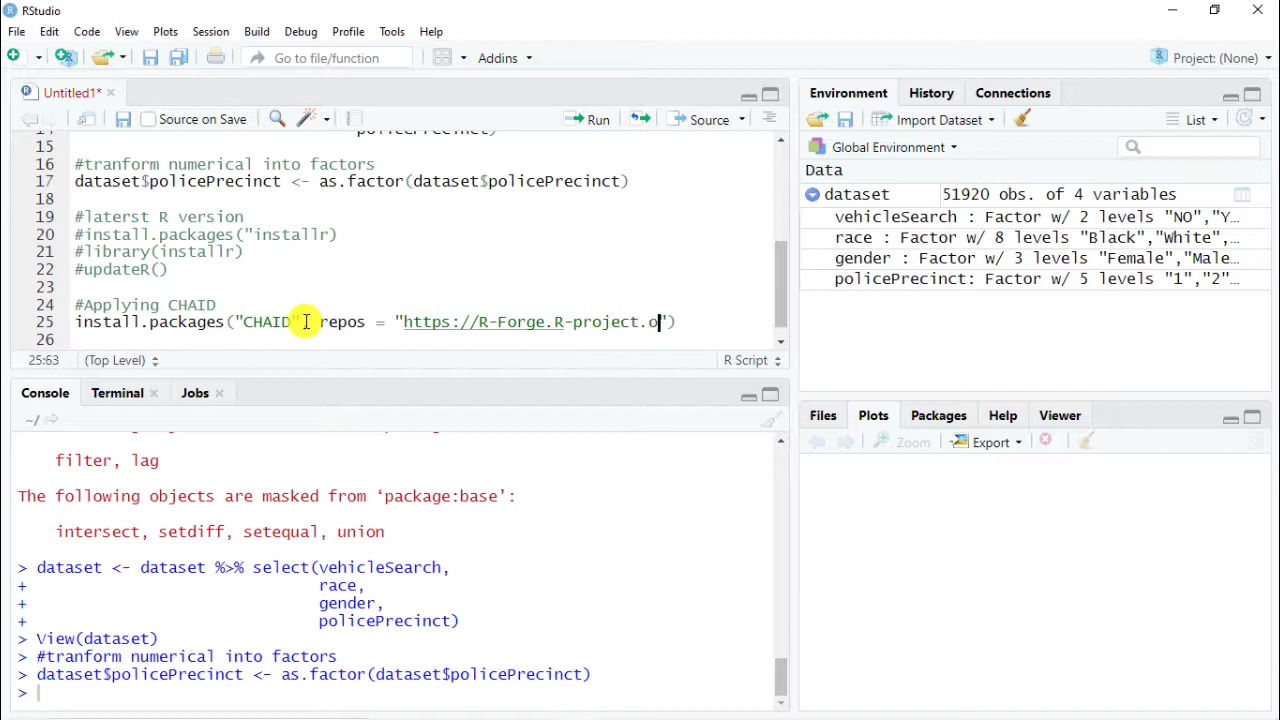 RStudio
File Edit Code View Plots Session Build Debug Profile Tools Help
Go to file/function Addins Project: (None)
Untitled1*
Source on Save Run Source
policePrecinct)
15
16 #tranform numerical into factors
17 dataset$policePrecinct <- as.factor(dataset$policePrecinct)
18
19 #laterst R version
20 #install.packages("installr)
21 #library(installr)
22 #updateR()
23
24 #Applying CHAID
25 install.packages("CHAID" repos = "https://R-Forge.R-project.o")
26
25:63 (Top Level) R Script
Console Terminal Jobs
~/
filter, lag
The following objects are masked from ‘package:base’:
intersect, setdiff, setequal, union
> dataset <- dataset %>% select(vehicleSearch,
+ race,
+ gender,
+ policePrecinct)
> View(dataset)
> #tranform numerical into factors
> dataset$policePrecinct <- as.factor(dataset$policePrecinct)
>
Environment History Connections
Import Dataset List
Global Environment
Data
dataset 51920 obs. of 4 variables
vehicleSearch : Factor w/ 2 levels "NO","Y…
race : Factor w/ 8 levels "Black","White",…
gender : Factor w/ 3 levels "Female","Male…
policePrecinct: Factor w/ 5 levels "1","2"…
Files Plots Packages Help Viewer
Zoom Export